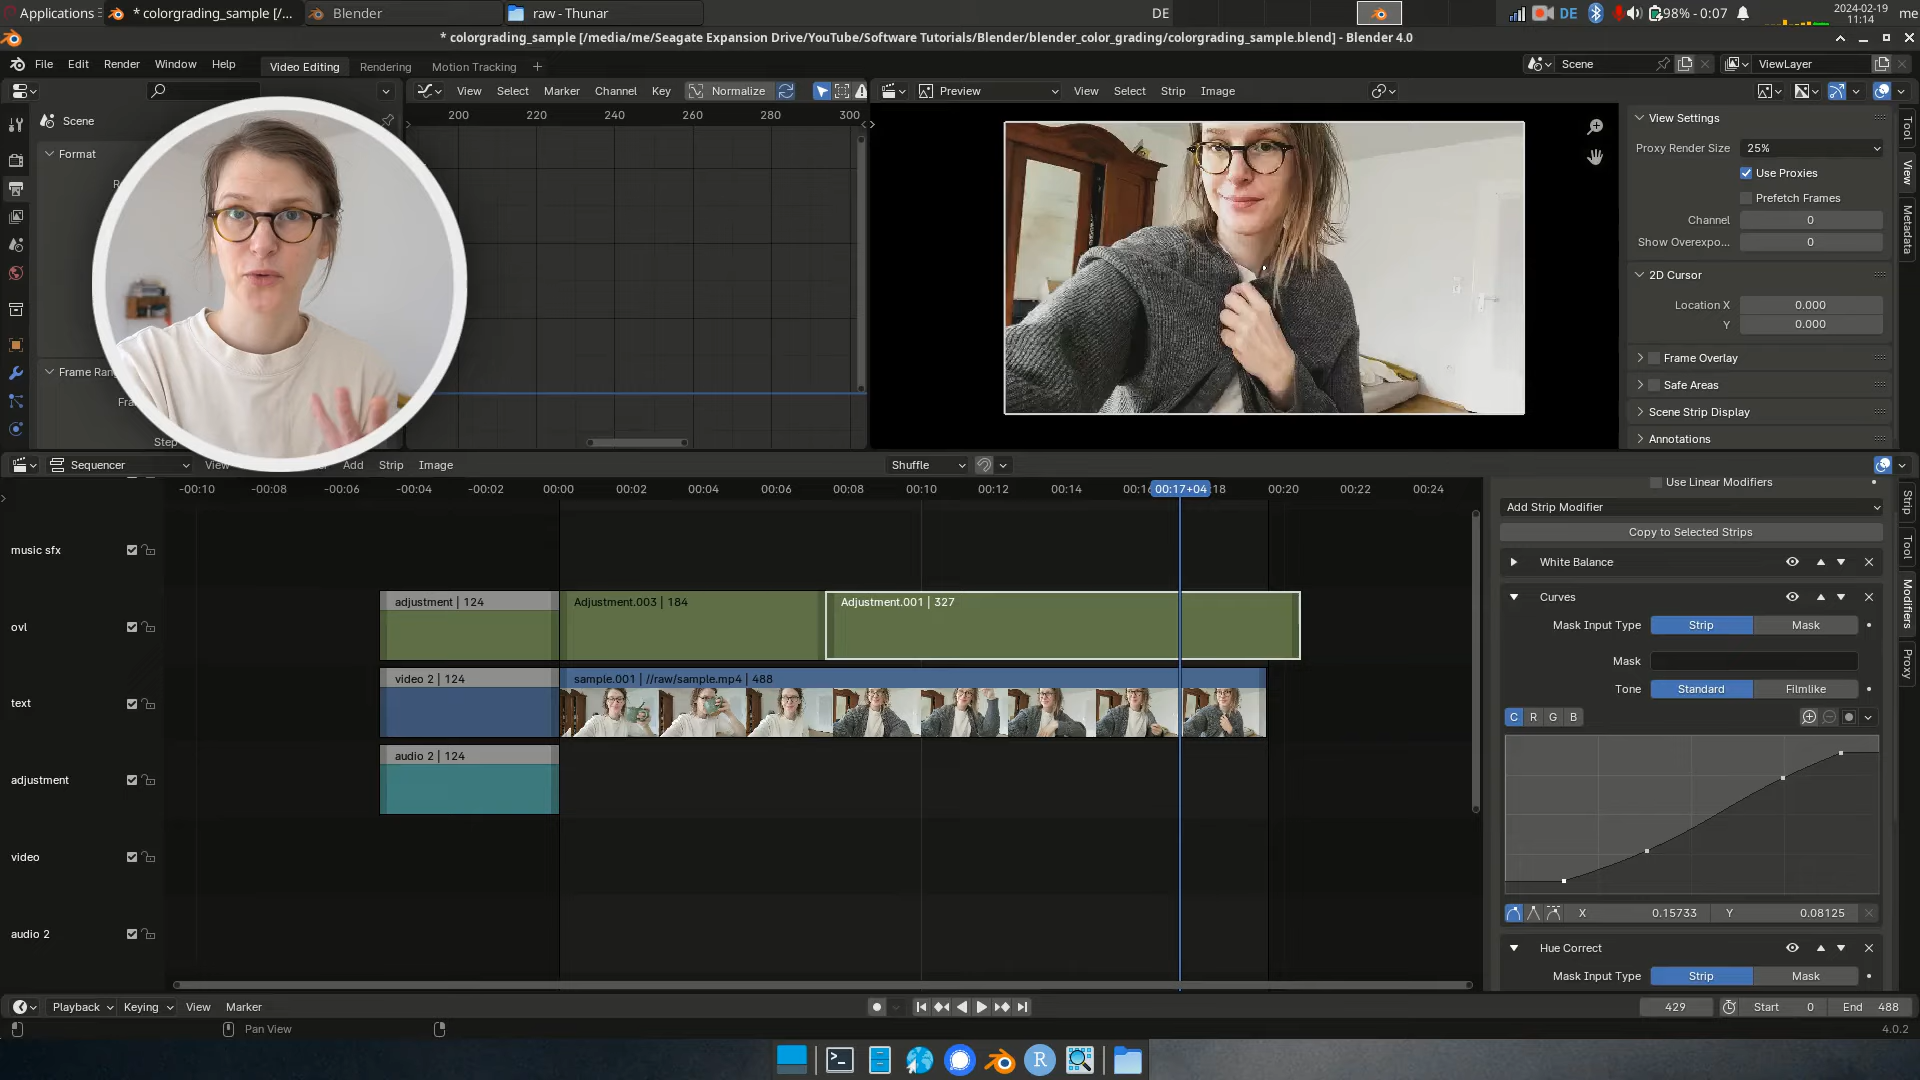 Applications
* colorgrading_sample [/...
Blender
raw - Thunar
DE
DE
98% - 0:07
2024-02-19
11:14
me
* colorgrading_sample [/media/me/Seagate Expansion Drive/YouTube/Software Tutorials/Blender/blender_color_grading/colorgrading_sample.blend] - Blender 4.0
File Edit Render Window Help
Video Editing Rendering Motion Tracking +
Scene
ViewLayer
View Select Marker Channel Key Normalize
Preview
View Select Strip Image
Scene
200 220 240 260 280 300
View Settings
Format
Proxy Render Size 25%
Use Proxies
Prefetch Frames
Channel 0
Show Overexpo... 0
2D Cursor
Location X 0.000
Y 0.000
Frame Overlay
Frame Ran
Safe Areas
Fra
Scene Strip Display
Step
Annotations
Tool
View
Metadata
Sequencer
Add Strip Image
Shuffle
-00:10 -00:08 -00:06 -00:04 -00:02 00:00 00:02 00:04 00:06 00:08 00:10 00:12 00:14 00:16 00:17+04 :18 00:20 00:22 00:24
Use Linear Modifiers
Add Strip Modifier
Copy to Selected Strips
White Balance
Curves
Mask Input Type Strip Mask
Mask
Tone Standard Filmlike
C R G B
X 0.15733 Y 0.08125
Hue Correct
Mask Input Type Strip Mask
Strip
Tool
Modifiers
Proxy
music sfx
ovl
text
adjustment
video
audio 2
adjustment | 124
Adjustment.003 | 184
Adjustment.001 | 327
video 2 | 124
sample.001 | //raw/sample.mp4 | 488
audio 2 | 124
Playback Keying View Marker
429 Start 0 End 488
Pan View
4.0.2
R